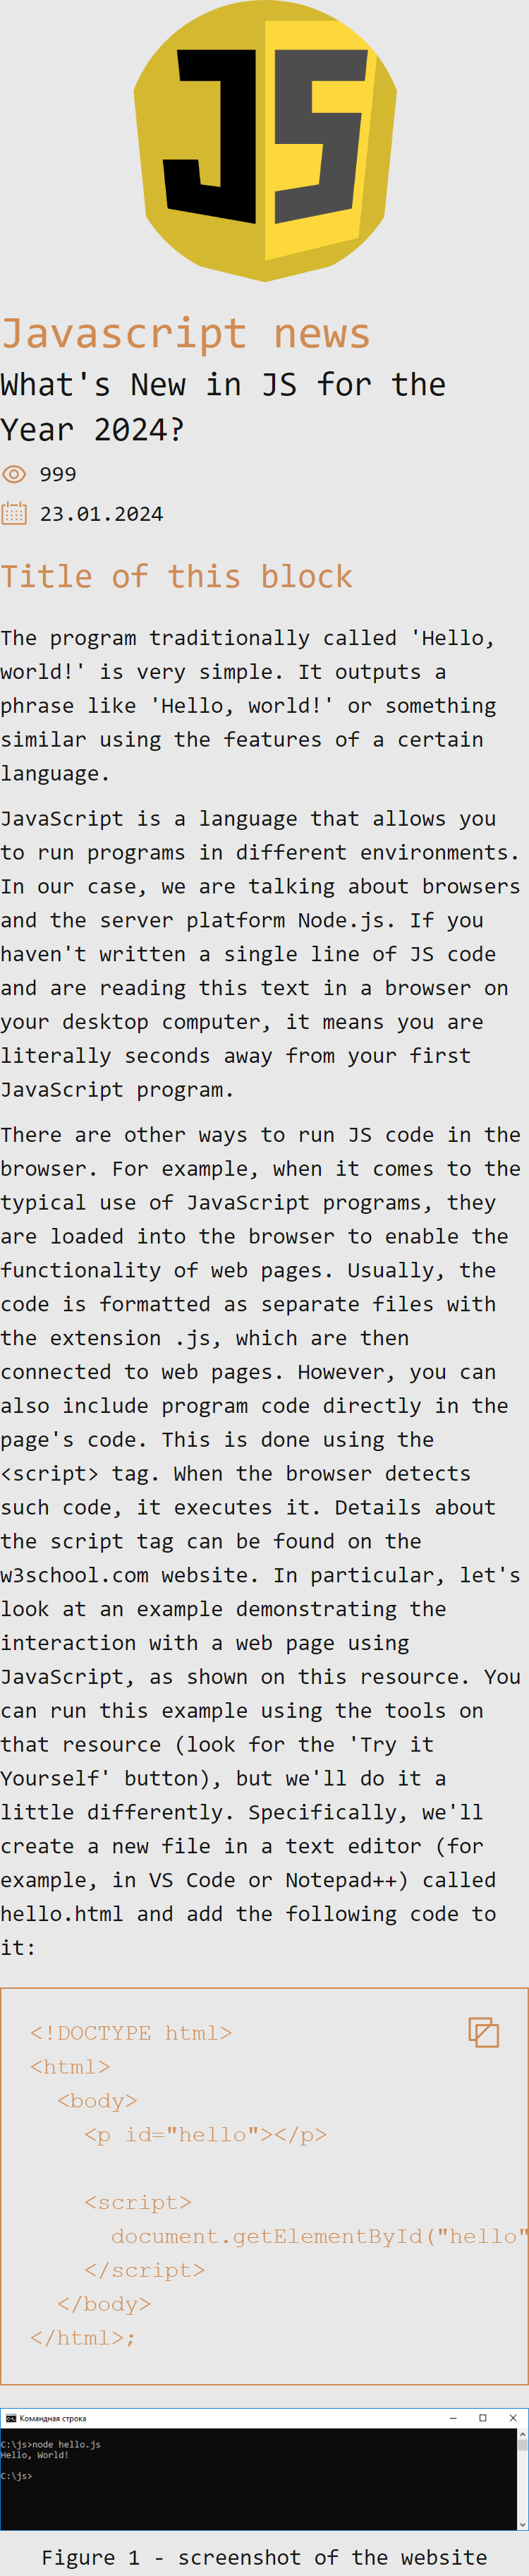 JS
Javascript news
What's New in JS for the
Year 2024?
999
23.01.2024
Title of this block
The program traditionally called 'Hello,
world!' is very simple. It outputs a
phrase like 'Hello, world!' or something
similar using the features of a certain
language.
JavaScript is a language that allows you
to run programs in different environments.
In our case, we are talking about browsers
and the server platform Node.js. If you
haven't written a single line of JS code
and are reading this text in a browser on
your desktop computer, it means you are
literally seconds away from your first
JavaScript program.
There are other ways to run JS code in the
browser. For example, when it comes to the
typical use of JavaScript programs, they
are loaded into the browser to enable the
functionality of web pages. Usually, the
code is formatted as separate files with
the extension .js, which are then
connected to web pages. However, you can
also include program code directly in the
page's code. This is done using the
<script> tag. When the browser detects
such code, it executes it. Details about
the script tag can be found on the
w3school.com website. In particular, let's
look at an example demonstrating the
interaction with a web page using
JavaScript, as shown on this resource. You
can run this example using the tools on
that resource (look for the 'Try it
Yourself' button), but we'll do it a
little differently. Specifically, we'll
create a new file in a text editor (for
example, in VS Code or Notepad++) called
hello.html and add the following code to
it:
<!DOCTYPE html>
<html>
<body>
<p id="hello"></p>
<script>
document.getElementById("hello"
</script>
</body>
</html>;
Командная строка
C:\js>node hello.js
Hello, World!
C:\js>
Figure 1 - screenshot of the website